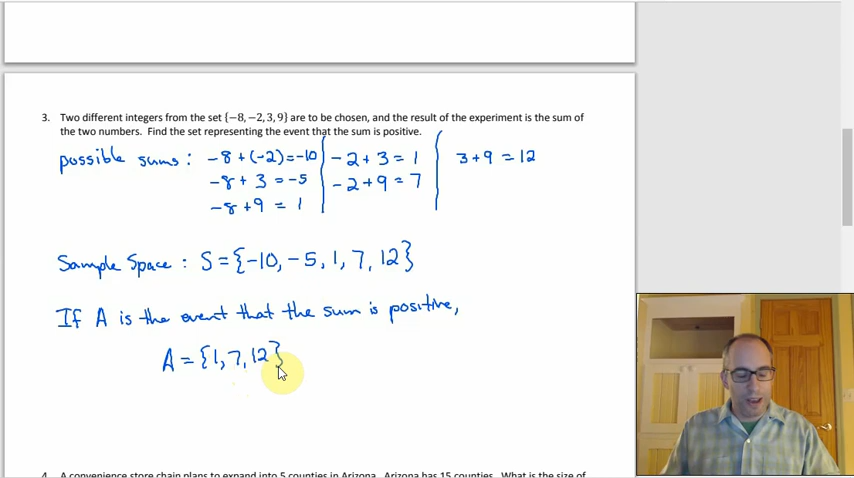 3. Two different integers from the set {−8, −2, 3, 9} are to be chosen, and the result of the experiment is the sum of
the two numbers. Find the set representing the event that the sum is positive.
possible sums : -8 + (-2) = -10 | -2 + 3 = 1 | 3 + 9 = 12
-8 + 3 = -5 | -2 + 9 = 7
-8 + 9 = 1
Sample Space : S = {-10, -5, 1, 7, 12}
If A is the event that the sum is positive,
A = {1, 7, 12}
4. A convenience store chain plans to expand into 5 counties in Arizona. Arizona has 15 counties. What is the size of